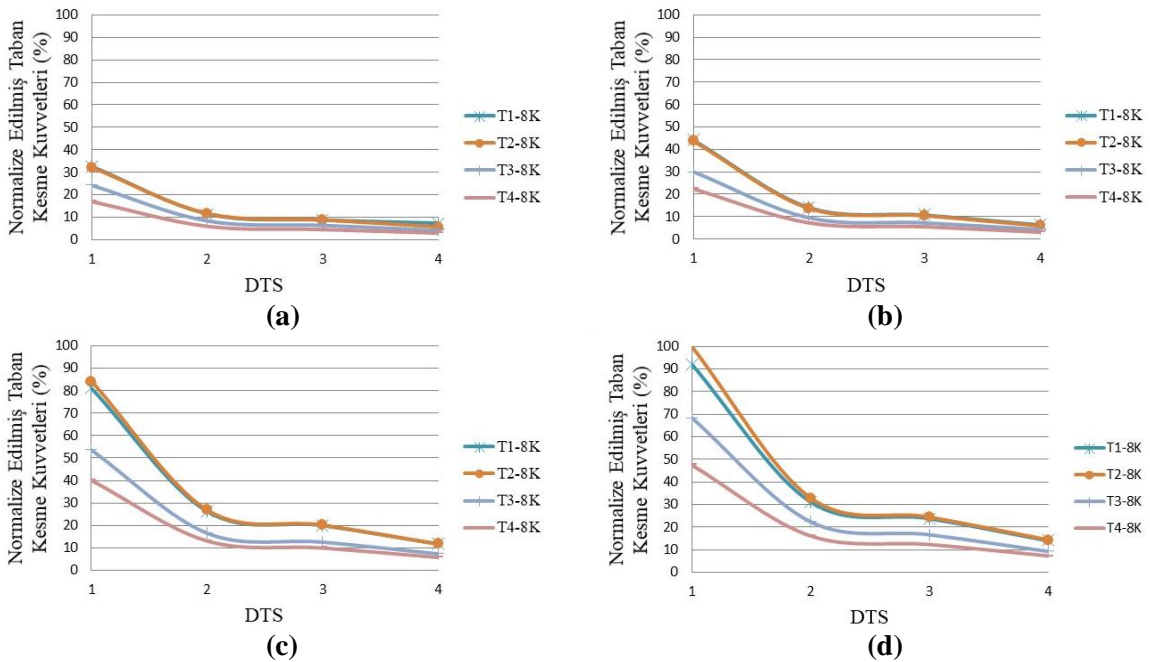 Normalize Edilmiş Taban
Kesme Kuvvetleri (%)
100
90
80
70
60
50
40
30
20
10
0
1 2 3 4
DTS
T1-8K
T2-8K
T3-8K
T4-8K
(a)
Normalize Edilmiş Taban
Kesme Kuvvetleri (%)
100
90
80
70
60
50
40
30
20
10
0
1 2 3 4
DTS
T1-8K
T2-8K
T3-8K
T4-8K
(b)
Normalize Edilmiş Taban
Kesme Kuvvetleri (%)
100
90
80
70
60
50
40
30
20
10
0
1 2 3 4
DTS
T1-8K
T2-8K
T3-8K
T4-8K
(c)
Normalize Edilmiş Taban
Kesme Kuvvetleri (%)
100
90
80
70
60
50
40
30
20
10
0
1 2 3 4
DTS
T1-8K
T2-8K
T3-8K
T4-8K
(d)